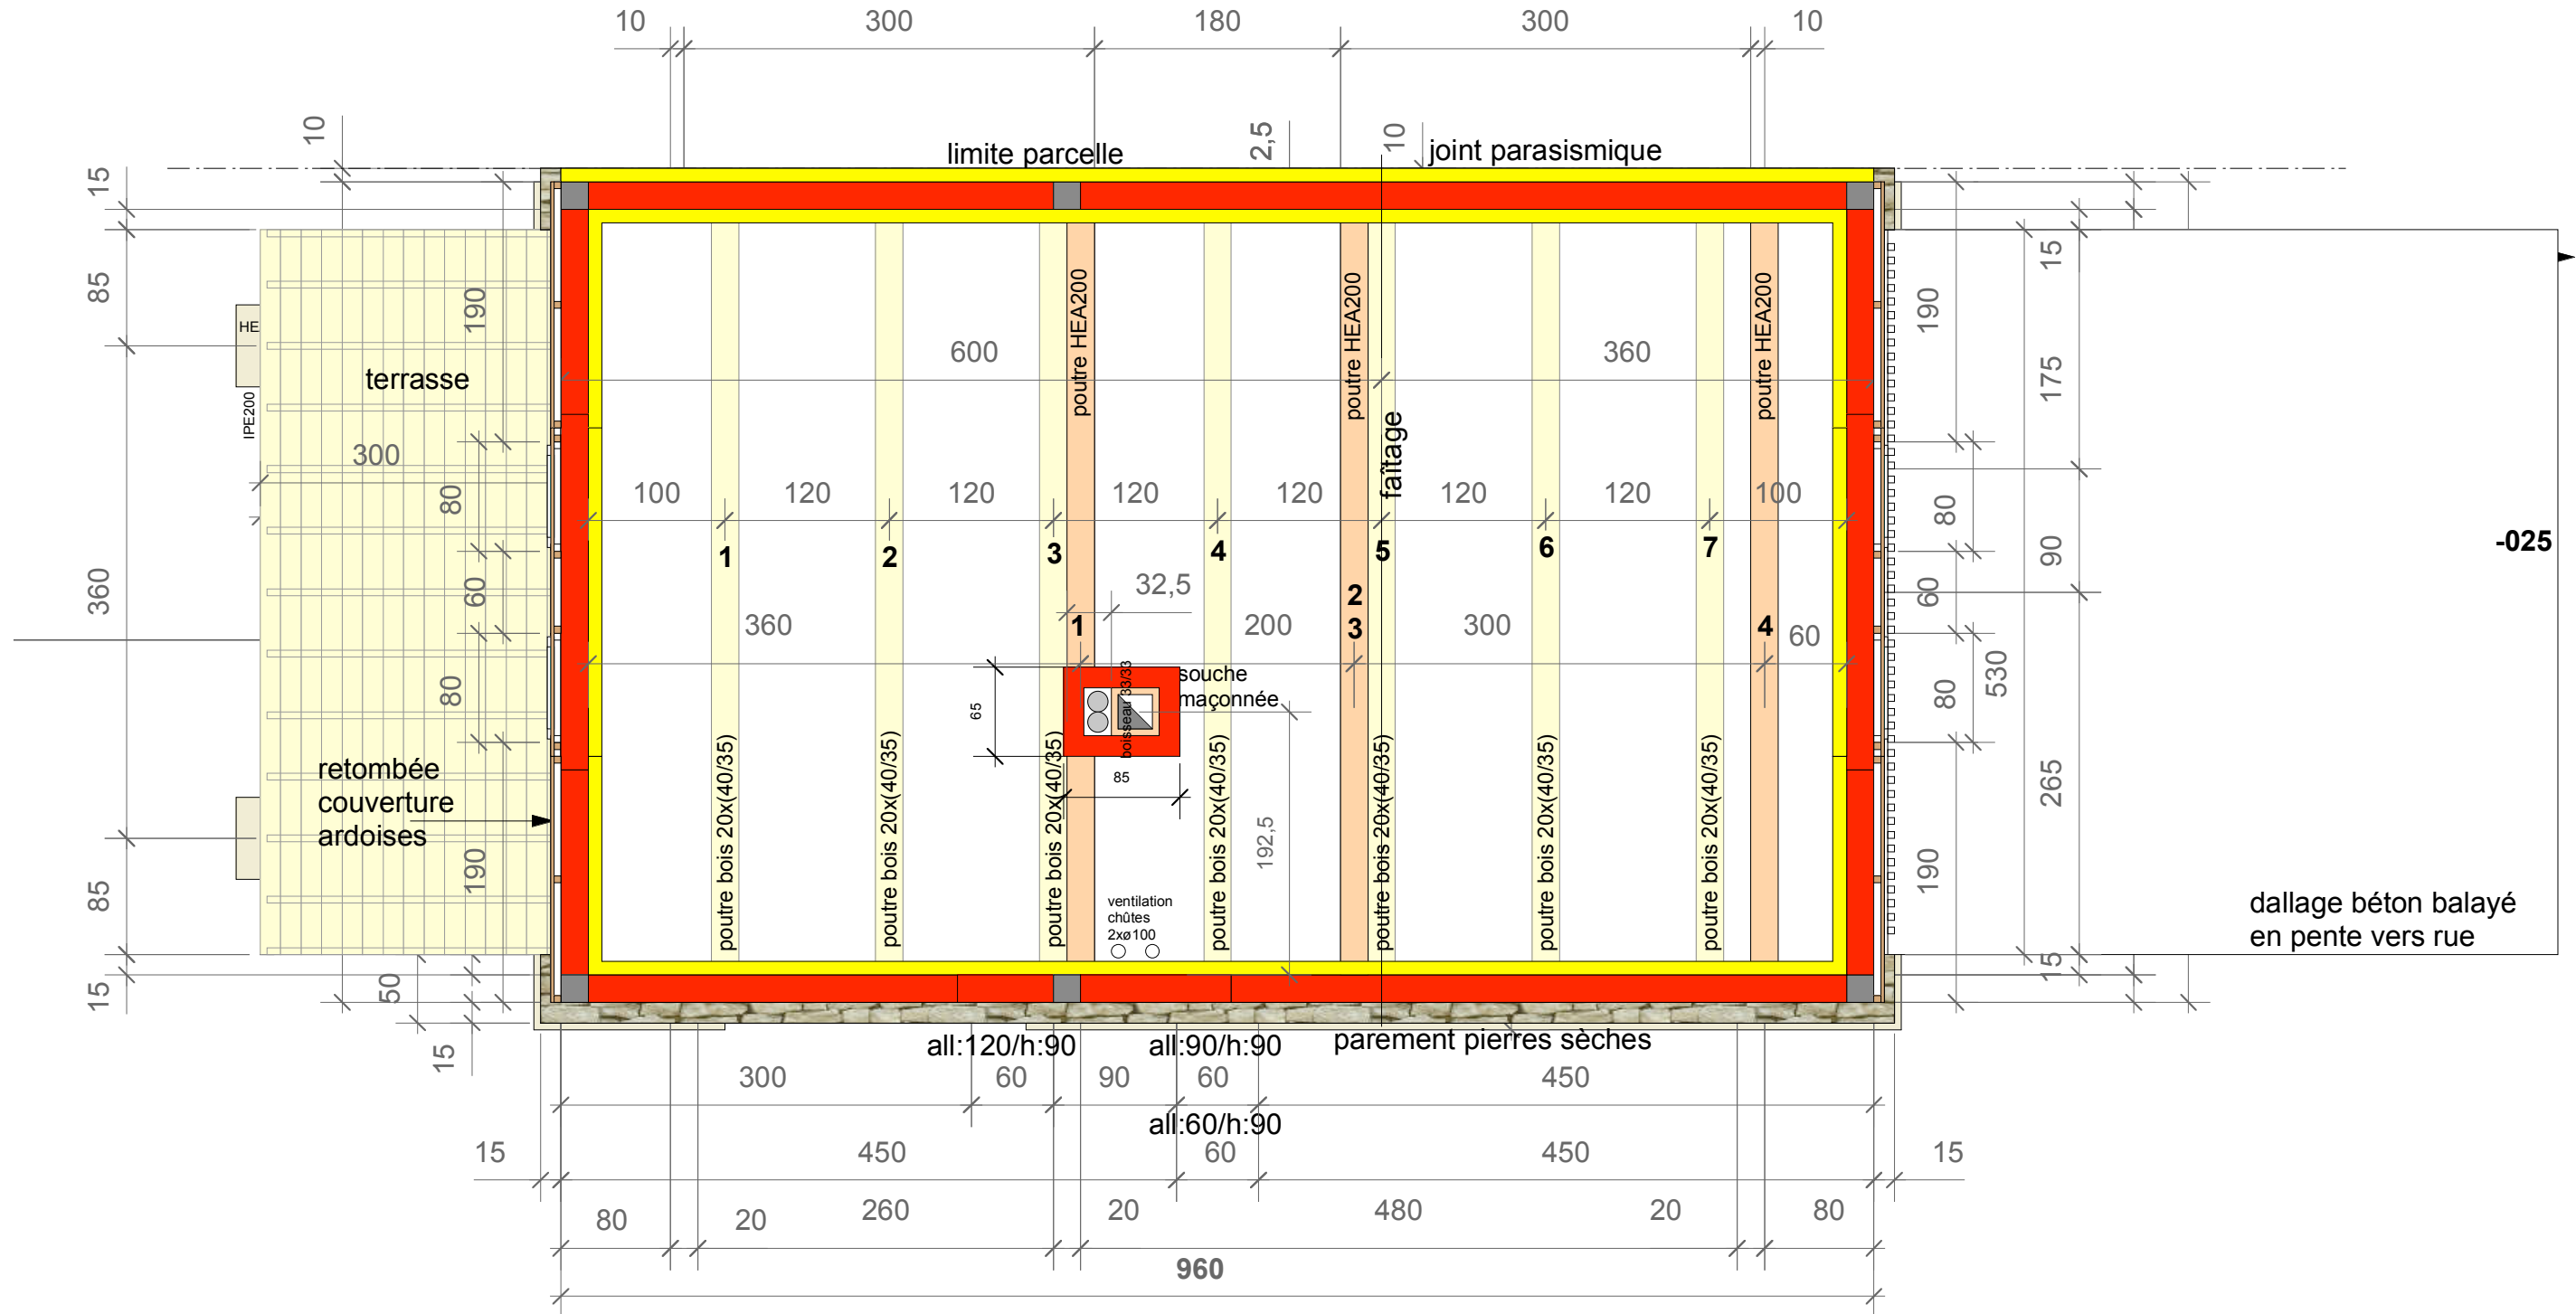 10
300
180
300
10
10
2,5
10
limite parcelle
joint parasismique
15
85
190
HE
IPE200
terrasse
300
80
360
60
80
retombée
couverture
ardoises
190
85
15
50
15
poutre HEA200
poutre HEA200
poutre HEA200
600
360
faîtage
100
120
120
120
120
120
120
100
1
2
3
4
5
6
7
32,5
360
1
200
2
3
300
4
60
souche
maçonnée
boisseau 33/33
65
85
192,5
poutre bois 20x(40/35)
poutre bois 20x(40/35)
poutre bois 20x(40/35)
poutre bois 20x(40/35)
poutre bois 20x(40/35)
poutre bois 20x(40/35)
poutre bois 20x(40/35)
ventilation
chûtes
2xø100
15
190
175
80
90
60
80
530
265
190
15
-025
dallage béton balayé
en pente vers rue
all:120/h:90
all:90/h:90
parement pierres sèches
300
60
90
60
450
all:60/h:90
15
450
60
450
15
80
20
260
20
480
20
80
960